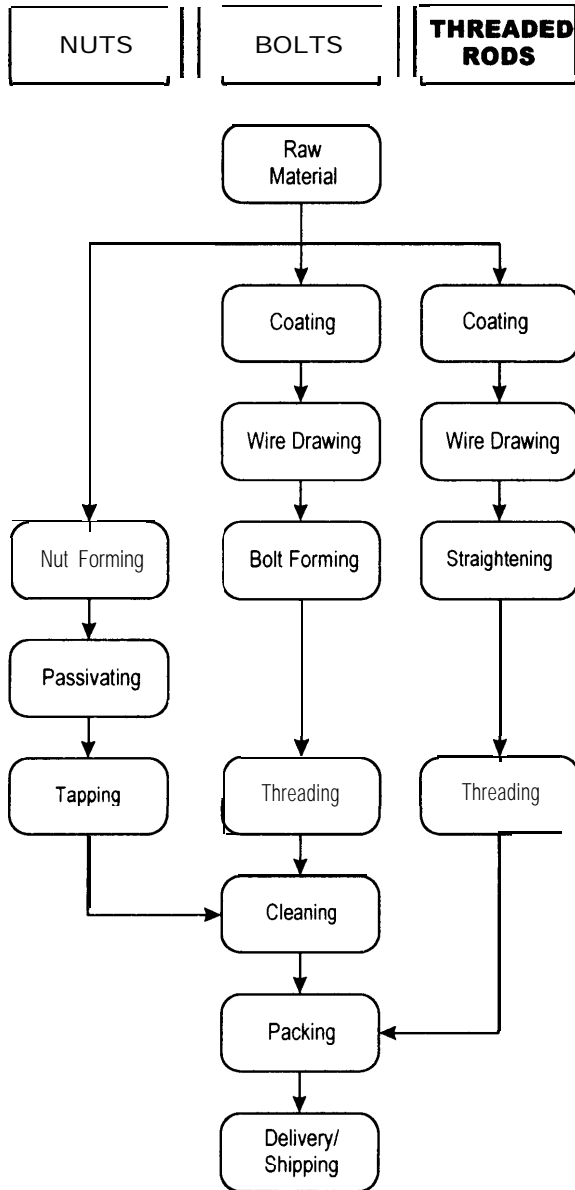 NUTS
BOLTS
THREADED
RODS
Raw
Material
Coating
Coating
Wire Drawing
Wire Drawing
Nut Forming
Bolt Forming
Straightening
Passivating
Tapping
Threading
Threading
Cleaning
Packing
Delivery/
Shipping